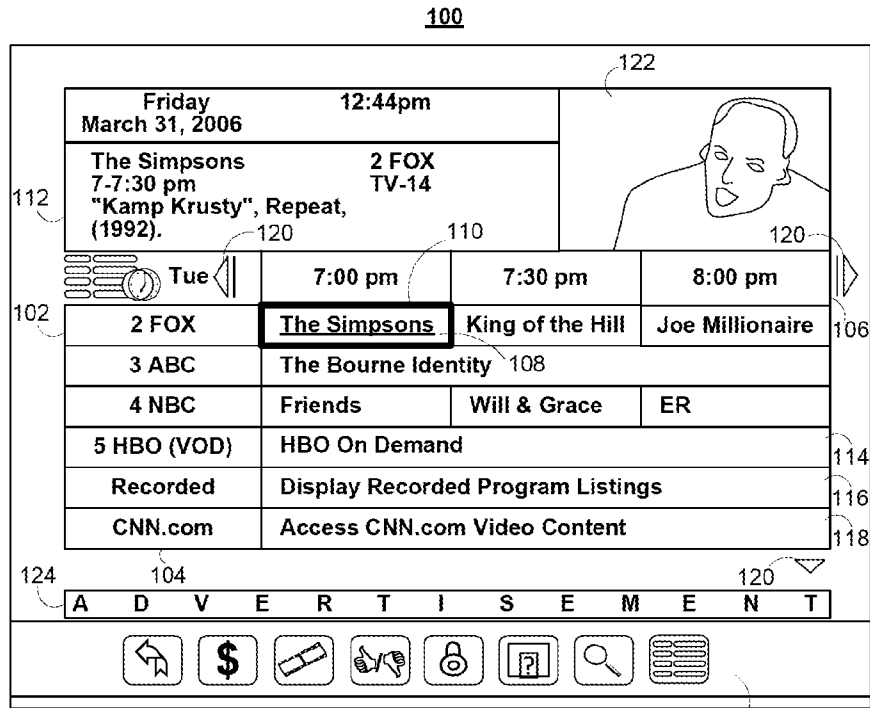 100
122
Friday 12:44pm
March 31, 2006
The Simpsons 2 FOX
7-7:30 pm TV-14
"Kamp Krusty", Repeat,
(1992).
112
120
110
120
Tue 7:00 pm 7:30 pm 8:00 pm
102
2 FOX The Simpsons King of the Hill Joe Millionaire
106
3 ABC The Bourne Identity 108
4 NBC Friends Will & Grace ER
5 HBO (VOD) HBO On Demand
114
Recorded Display Recorded Program Listings
116
CNN.com Access CNN.com Video Content
118
124
104
120
A D V E R T I S E M E N T
$
?